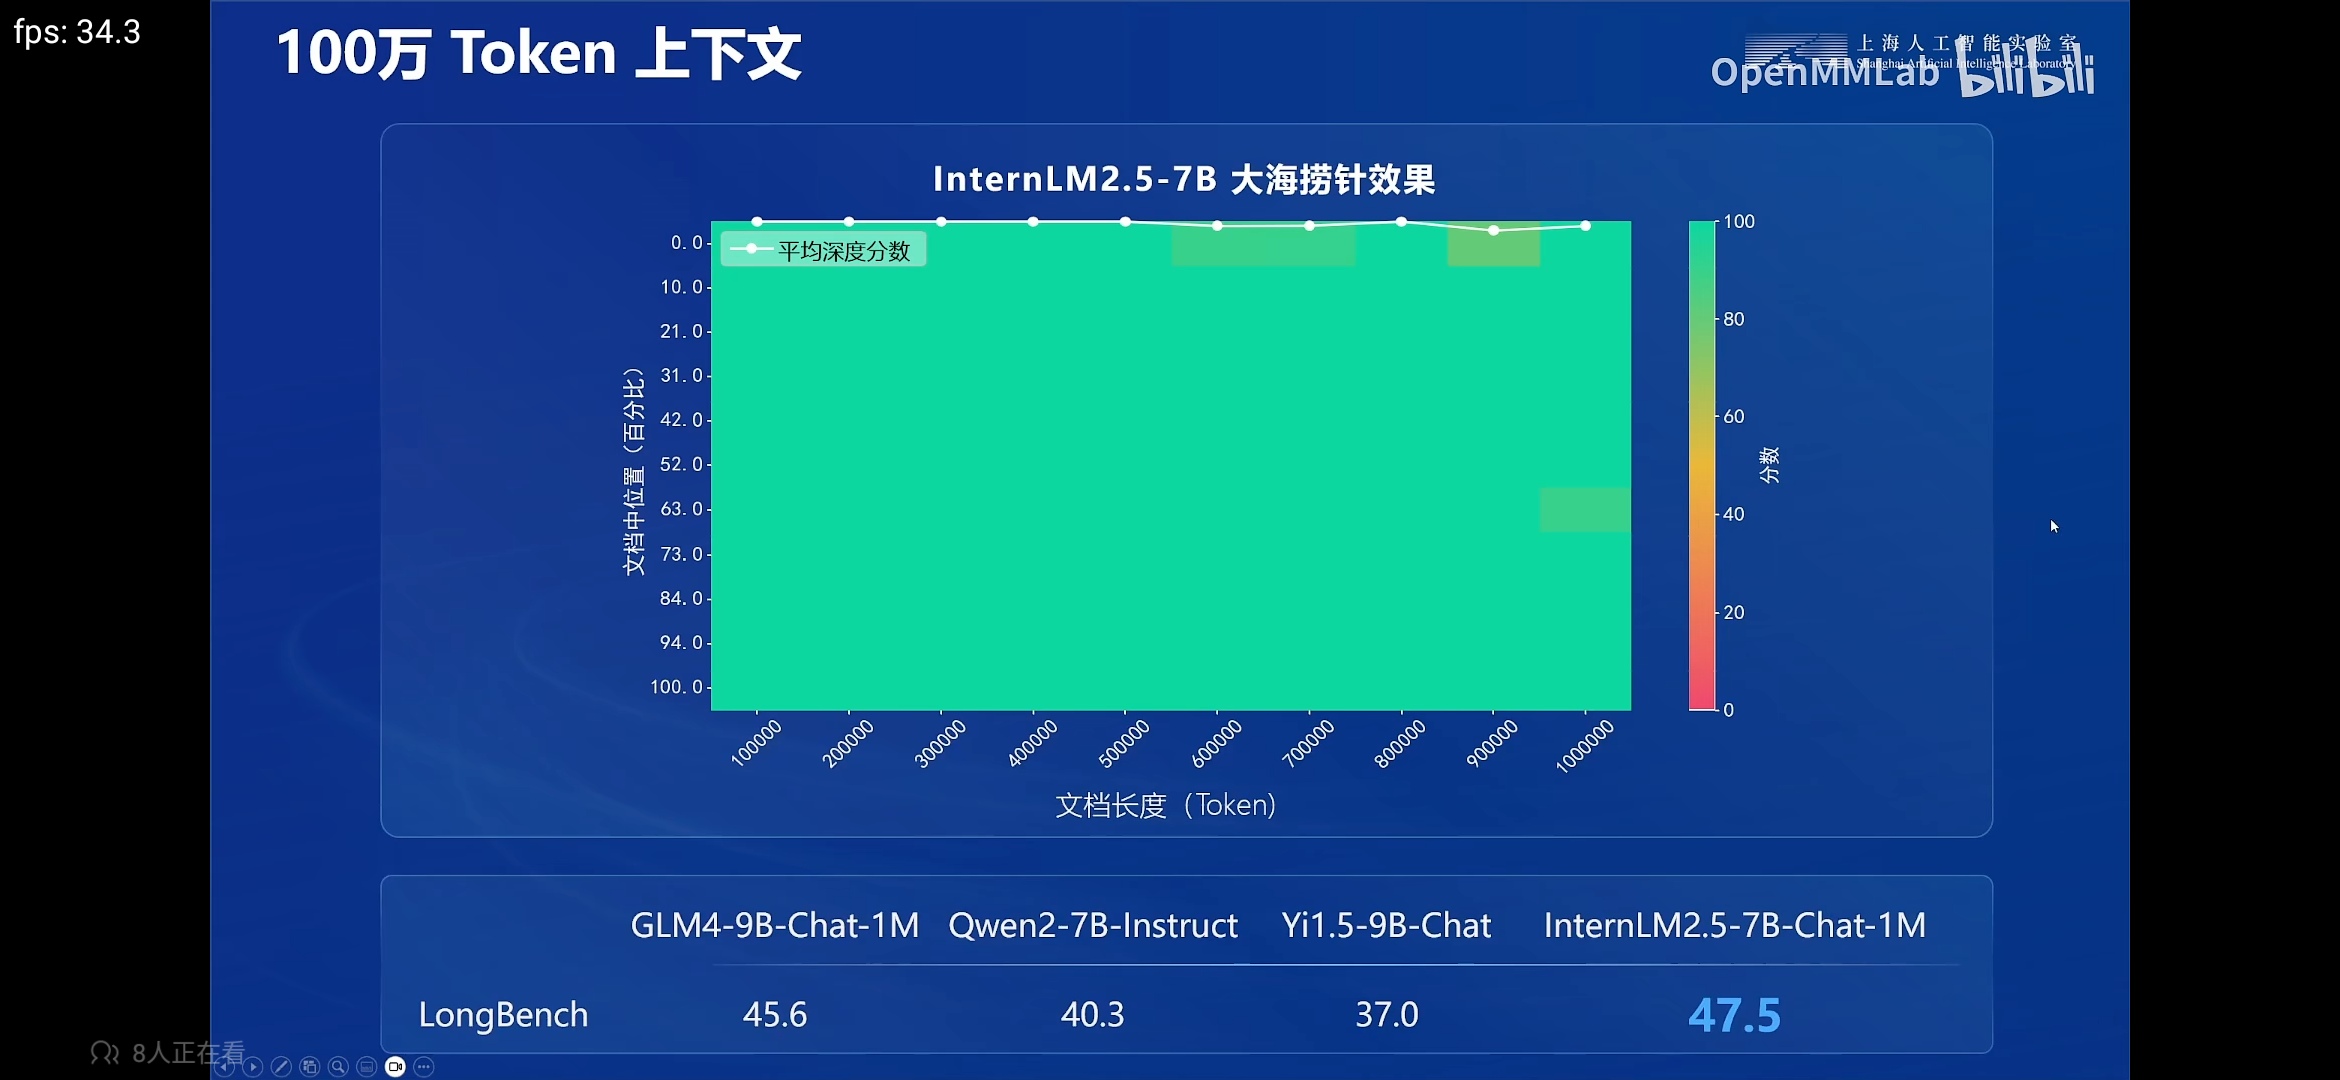 fps: 34.3
100万 Token 上下文
上海人工智能实验室
Shanghai Artificial Intelligence Laboratory
OpenMMLab bilibili
InternLM2.5-7B 大海捞针效果
平均深度分数
文档中位置（百分比）
0.0
10.0
21.0
31.0
42.0
52.0
63.0
73.0
84.0
94.0
100.0
100000 200000 300000 400000 500000 600000 700000 800000 900000 1000000
文档长度（Token）
100
80
60
40
20
0
分数
GLM4-9B-Chat-1M Qwen2-7B-Instruct Yi1.5-9B-Chat InternLM2.5-7B-Chat-1M
LongBench 45.6 40.3 37.0 47.5
8人正在看